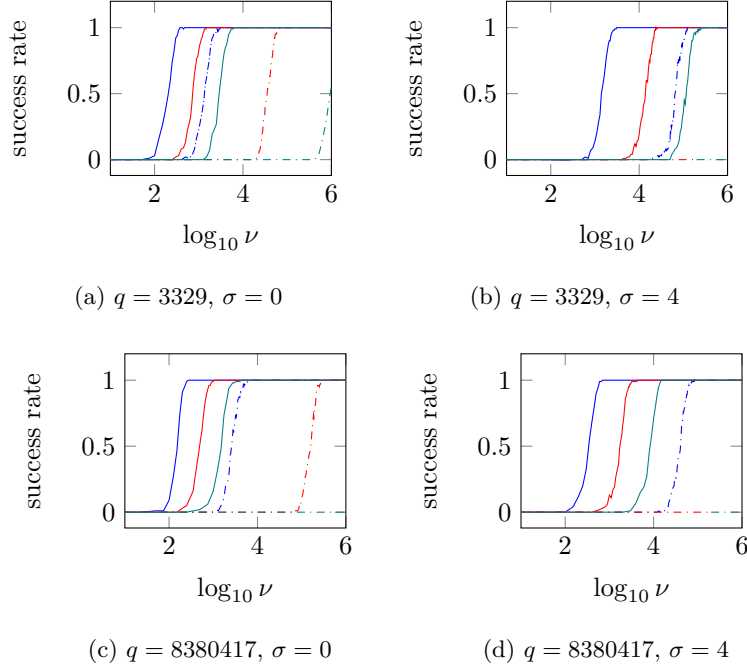 1
0.5
0
success rate
2 4 6
log₁₀ ν
(a) q = 3329, σ = 0
1
0.5
0
success rate
2 4 6
log₁₀ ν
(b) q = 3329, σ = 4
1
0.5
0
success rate
2 4 6
log₁₀ ν
(c) q = 8380417, σ = 0
1
0.5
0
success rate
2 4 6
log₁₀ ν
(d) q = 8380417, σ = 4